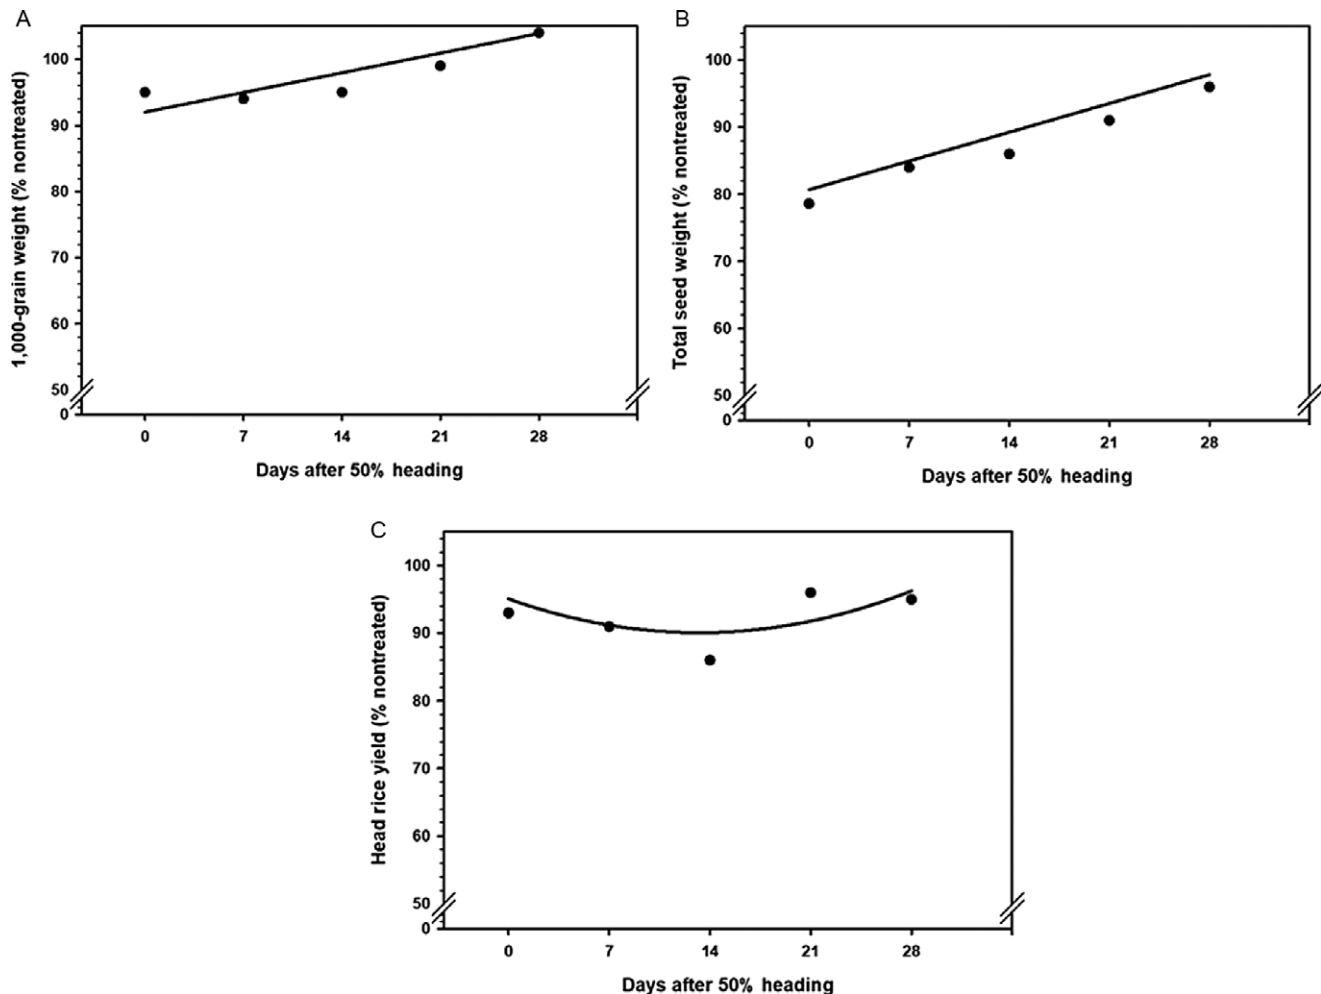 A
1,000-grain weight (% nontreated)
100
90
80
70
60
50
0
0 7 14 21 28
Days after 50% heading
B
Total seed weight (% nontreated)
100
90
80
70
60
50
0
0 7 14 21 28
Days after 50% heading
C
Head rice yield (% nontreated)
100
90
80
70
60
50
0
0 7 14 21 28
Days after 50% heading